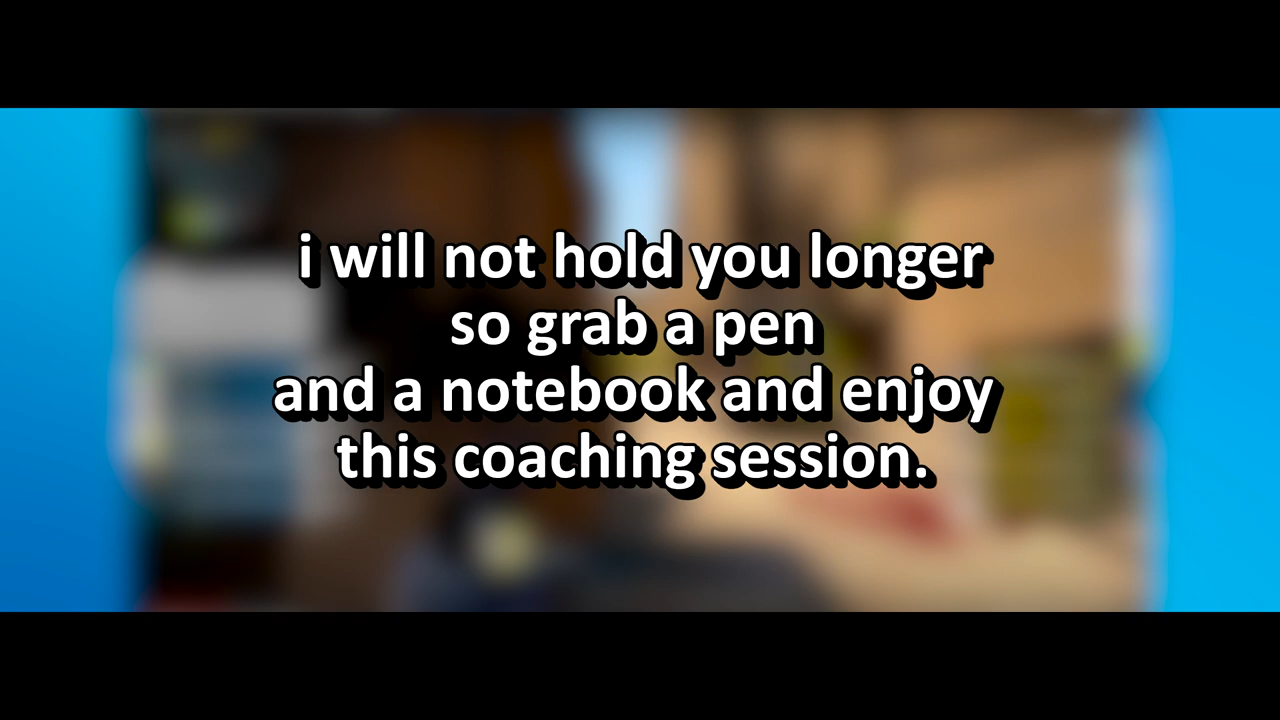 i will not hold you longer
so grab a pen
and a notebook and enjoy
this coaching session.